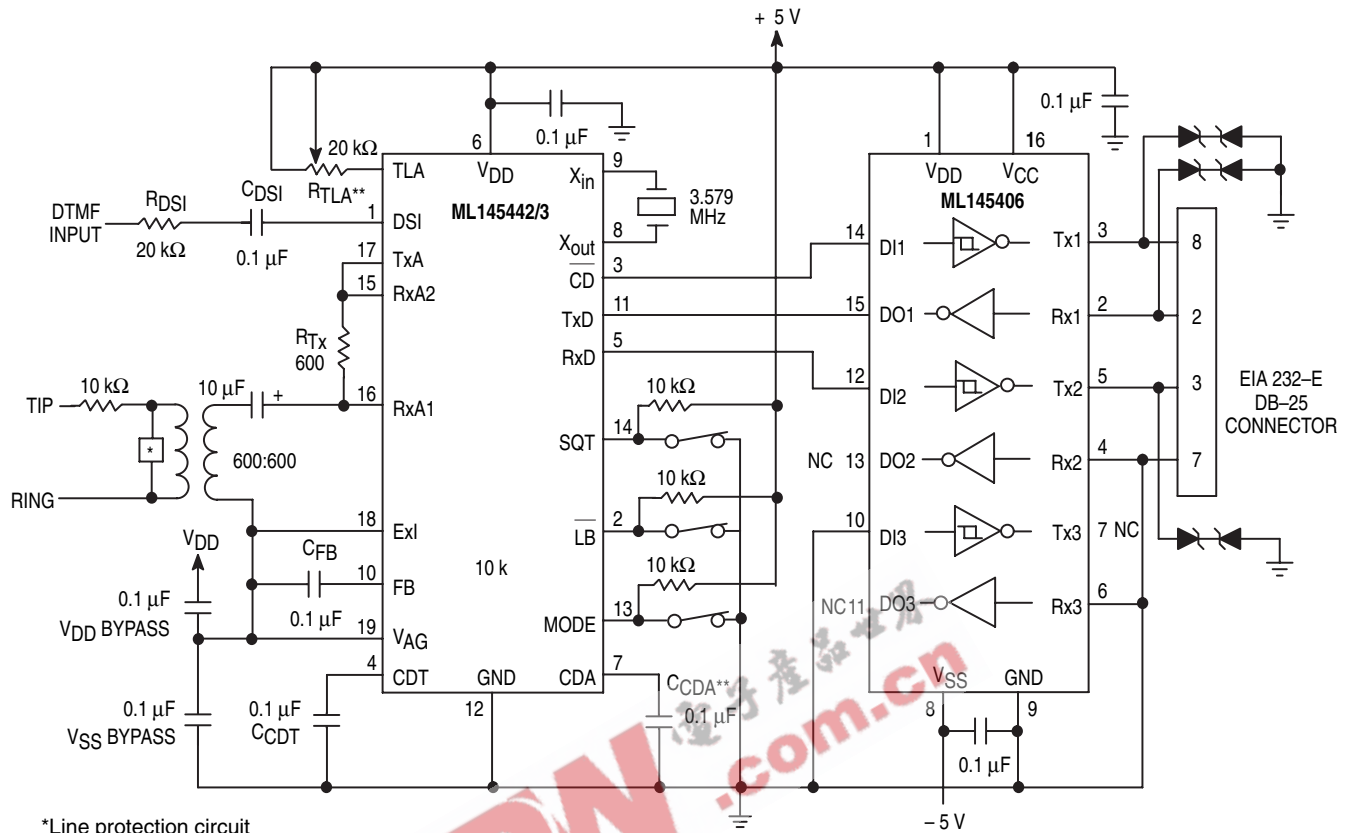 + 5 V
0.1 µF
0.1 µF
20 kΩ
RTLA**
6
VDD
TLA
ML145442/3
9
Xin
3.579
MHz
8
Xout
DTMF
INPUT
RDSI
20 kΩ
CDSI
0.1 µF
1
DSI
17
TxA
15
RxA2
RTx
600
16
RxA1
3
CD
11
TxD
5
RxD
10 kΩ
14
SQT
10 kΩ
2
LB
10 kΩ
13
MODE
10 k
TIP
10 kΩ
10 µF
+
*
600:600
RING
18
ExI
CFB
0.1 µF
10
FB
VDD
0.1 µF
VDD BYPASS
19
VAG
4
CDT
GND
12
CDA
7
CCDA**
0.1 µF
0.1 µF
VSS BYPASS
0.1 µF
CCDT
1
VDD
16
VCC
ML145406
14
DI1
Tx1
3
8
15
DO1
Rx1
2
2
12
DI2
Tx2
5
3
NC 13
DO2
Rx2
4
7
10
DI3
Tx3
7 NC
NC 11
DO3
Rx3
6
VSS
8
GND
9
0.1 µF
– 5 V
EIA 232–E
DB–25
CONNECTOR
*Line protection circuit
.com.cn